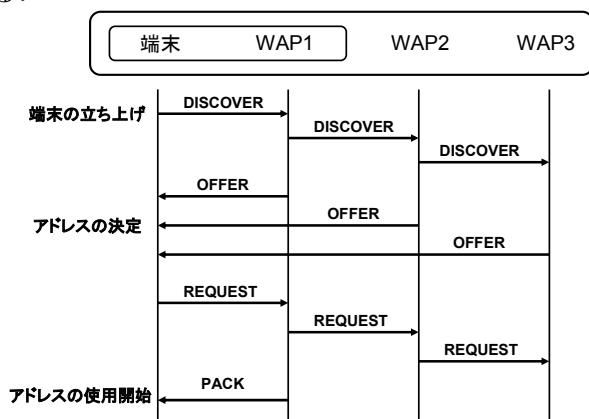 端末 WAP1 WAP2 WAP3
端末の立ち上げ
DISCOVER
DISCOVER
DISCOVER
OFFER
アドレスの決定
OFFER
OFFER
REQUEST
REQUEST
REQUEST
アドレスの使用開始
PACK